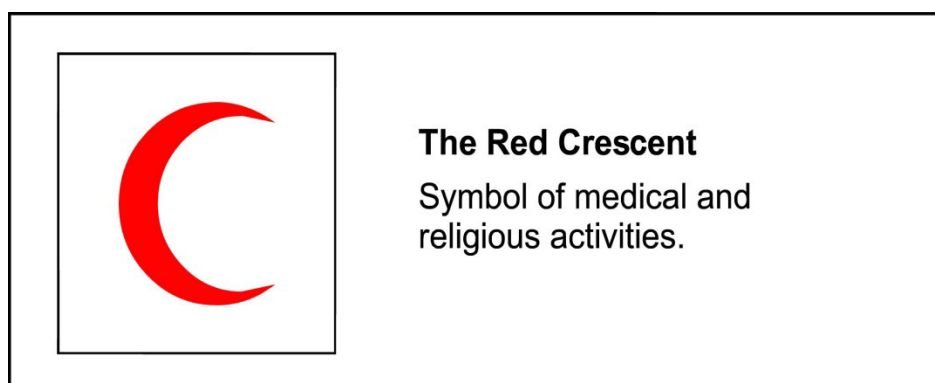 The Red Crescent
Symbol of medical and
religious activities.